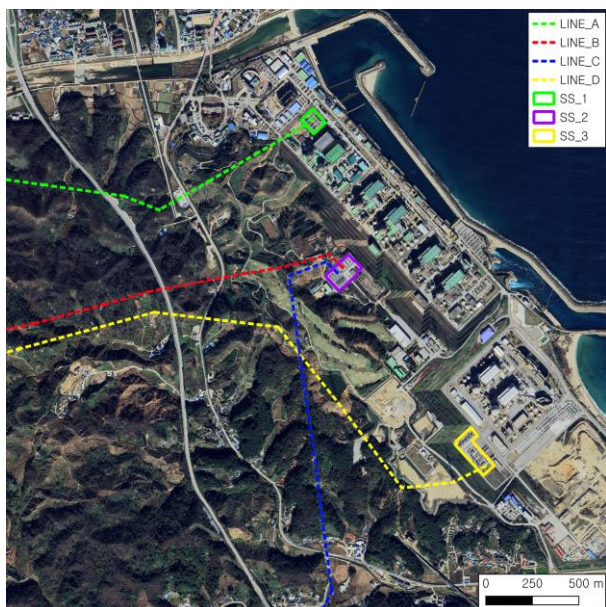 LINE_A
LINE_B
LINE_C
LINE_D
SS_1
SS_2
SS_3
0 250 500 m